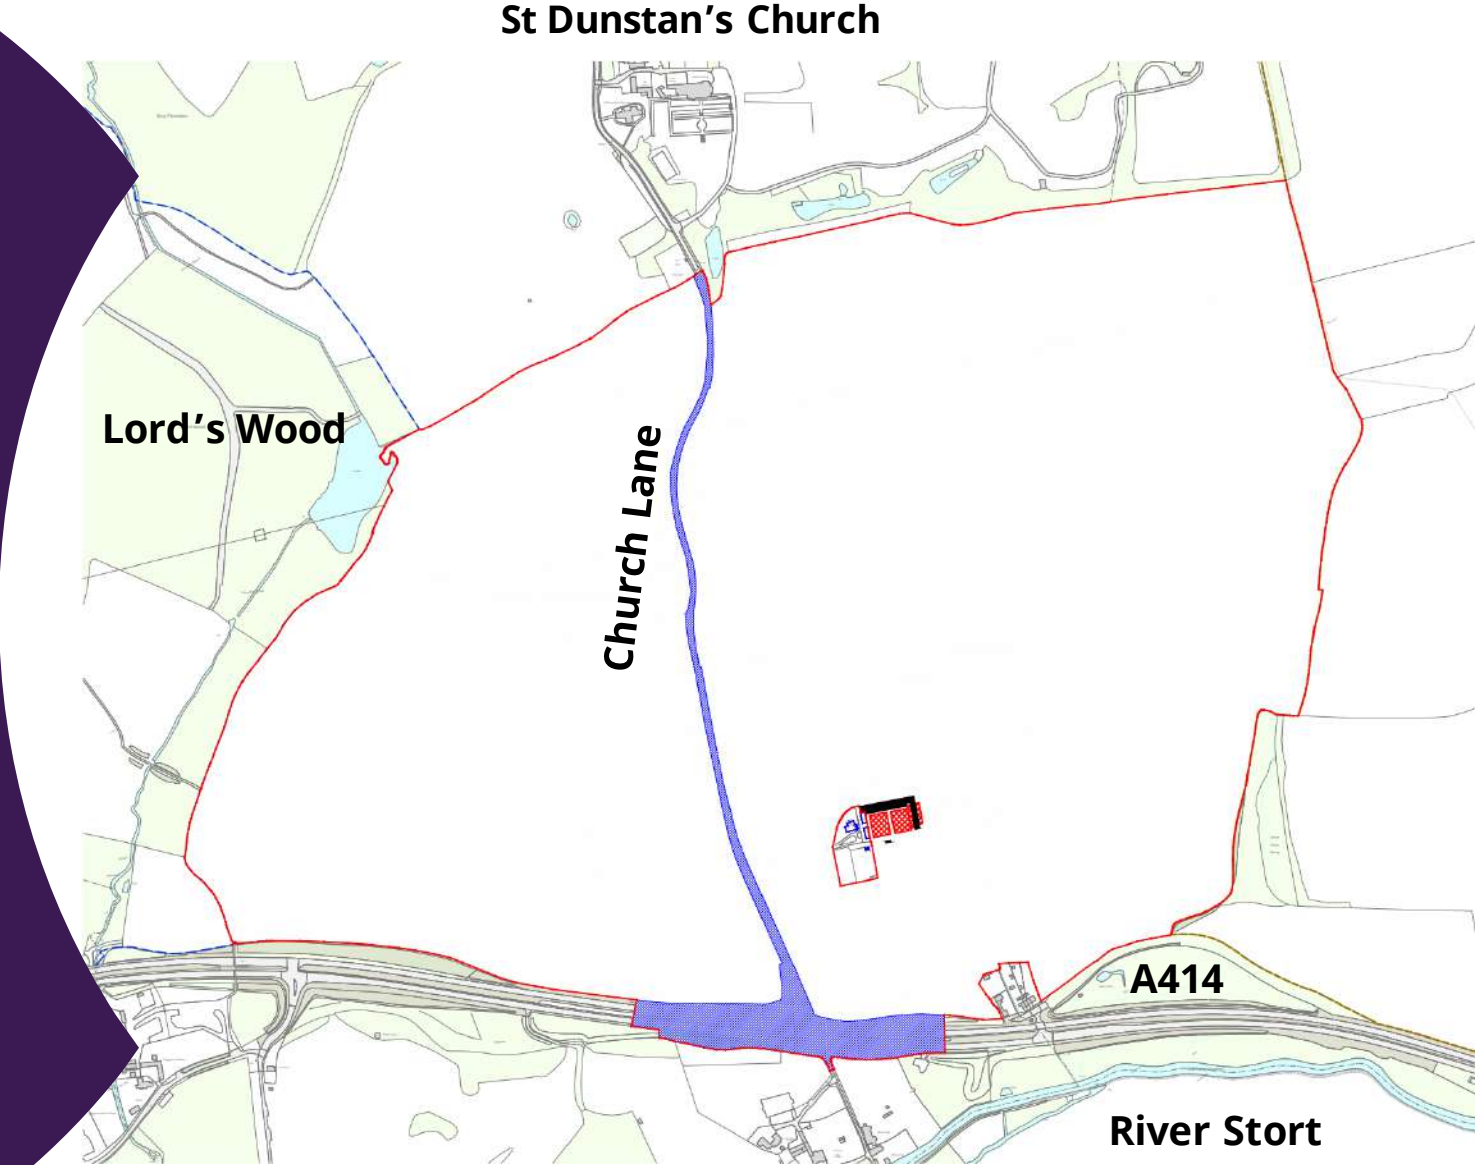 St Dunstan’s Church
Lord’s Wood
Church Lane
A414
River Stort